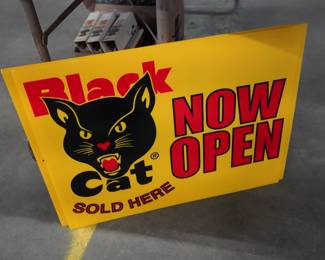 Black
Cat®
SOLD HERE
NOW
OPEN